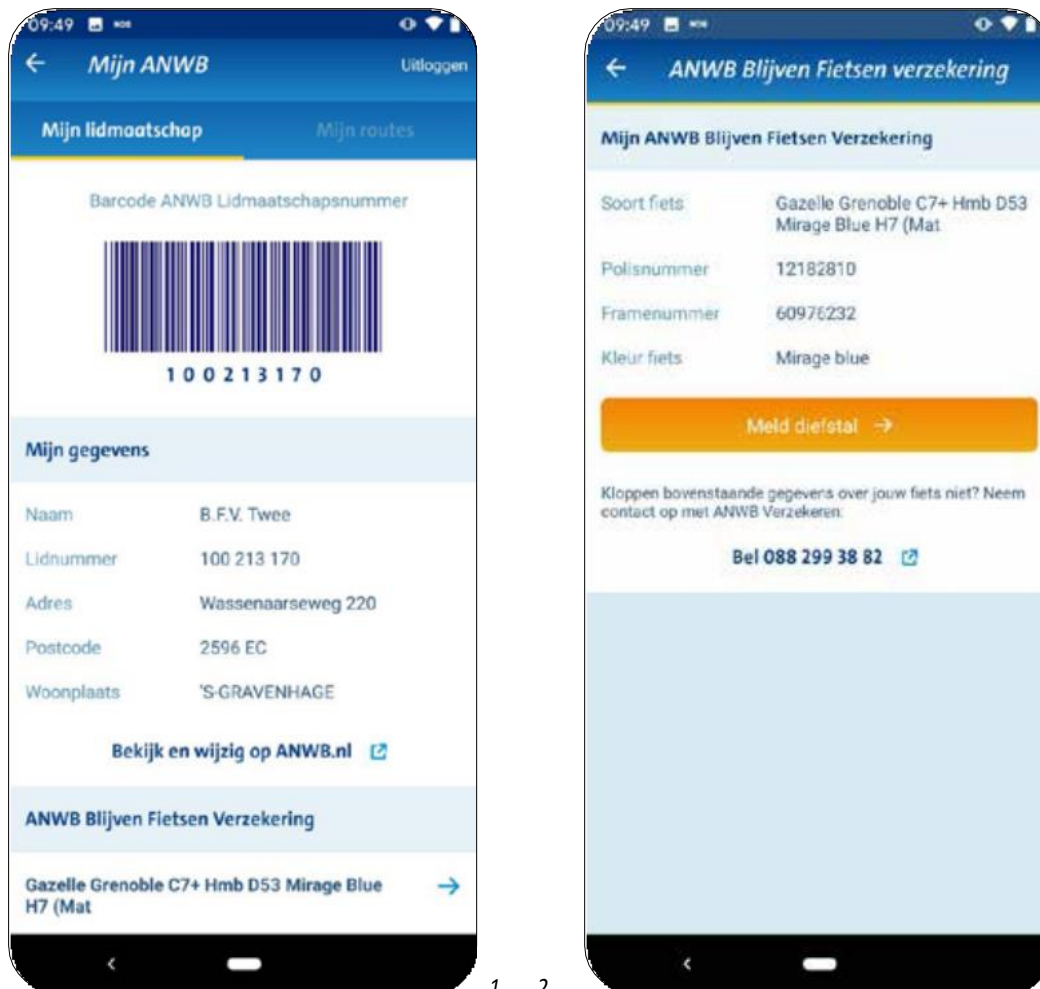 09:49 NOS
Mijn ANWB Uitloggen
Mijn lidmaatschap Mijn routes
Barcode ANWB Lidmaatschapsnummer
100213170
Mijn gegevens
Naam B.F.V. Twee
Lidnummer 100 213 170
Adres Wassenaarseweg 220
Postcode 2596 EC
Woonplaats 'S-GRAVENHAGE
Bekijk en wijzig op ANWB.nl
ANWB Blijven Fietsen Verzekering
Gazelle Grenoble C7+ Hmb D53 Mirage Blue
H7 (Mat
09:49 NOS
ANWB Blijven Fietsen verzekering
Mijn ANWB Blijven Fietsen Verzekering
Soort fiets Gazelle Grenoble C7+ Hmb D53
Mirage Blue H7 (Mat
Polisnummer 12182810
Framenummer 60976232
Kleur fiets Mirage blue
Meld diefstal
Kloppen bovenstaande gegevens over jouw fiets niet? Neem
contact op met ANWB Verzekeren:
Bel 088 299 38 82
1 2